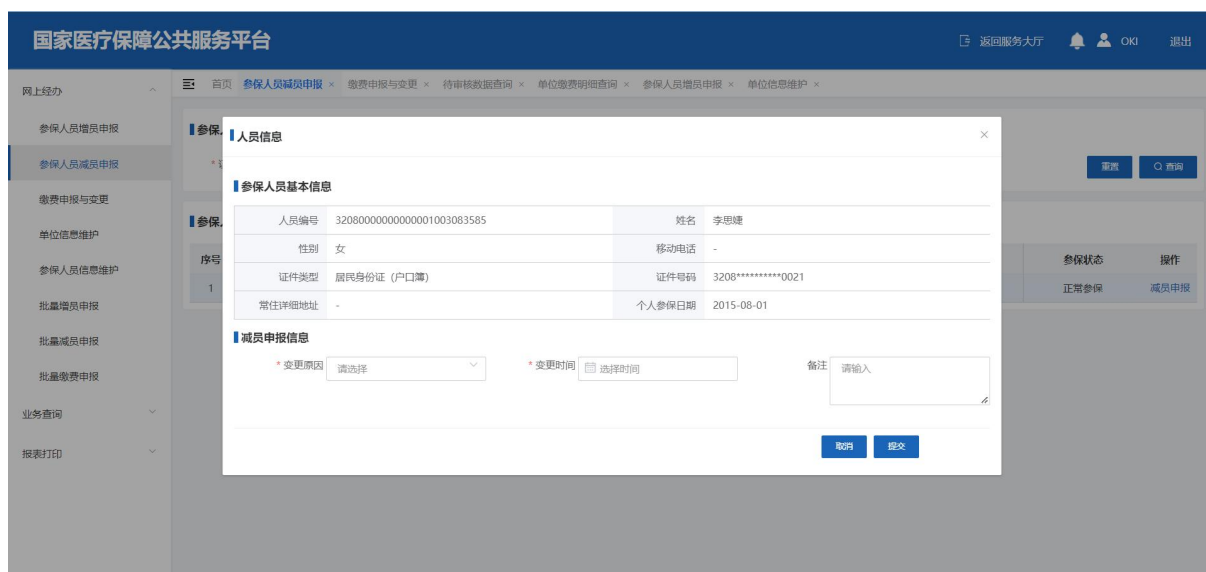 国家医疗保障公共服务平台
返回服务大厅 OKI 退出
网上经办
首页 参保人员减员申报 × 缴费申报与变更 × 待审核数据查询 × 单位缴费明细查询 × 参保人员增员申报 × 单位信息维护 ×
参保人员增员申报
参保人员减员申报
缴费申报与变更
单位信息维护
参保人员信息维护
批量增员申报
批量减员申报
批量缴费申报
业务查询
报表打印
参保
*
重置 查询
参保
序号 参保状态 操作
1 正常参保 减员申报
人员信息 ×
参保人员基本信息
人员编号 32080000000000001003083585 姓名 李思婕
性别 女 移动电话 -
证件类型 居民身份证（户口簿） 证件号码 3208**********0021
常住详细地址 - 个人参保日期 2015-08-01
减员申报信息
* 变更原因 请选择 * 变更时间 选择时间 备注 请输入
取消 提交